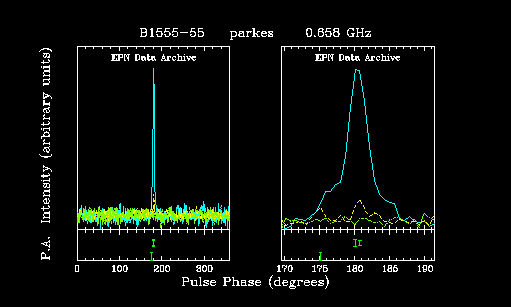 B1555-55 parkes 0.658 GHz
EPN Data Archive EPN Data Archive
P.A. Intensity (arbitrary units)
0 100 200 300 170 175 180 185 190
Pulse Phase (degrees)